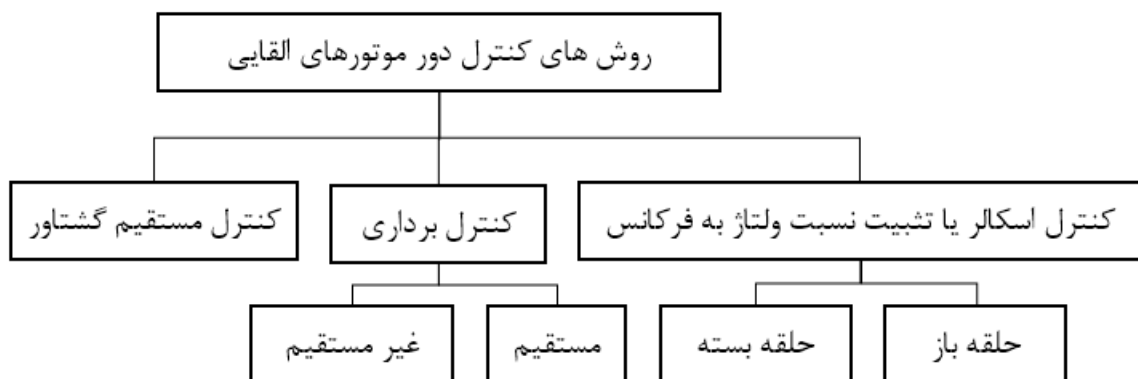 روش های کنترل دور موتورهای القایی
کنترل اسکالر یا تثبیت نسبت ولتاژ به فرکانس
کنترل برداری
کنترل مستقیم گشتاور
حلقه باز
حلقه بسته
مستقیم
غیر مستقیم